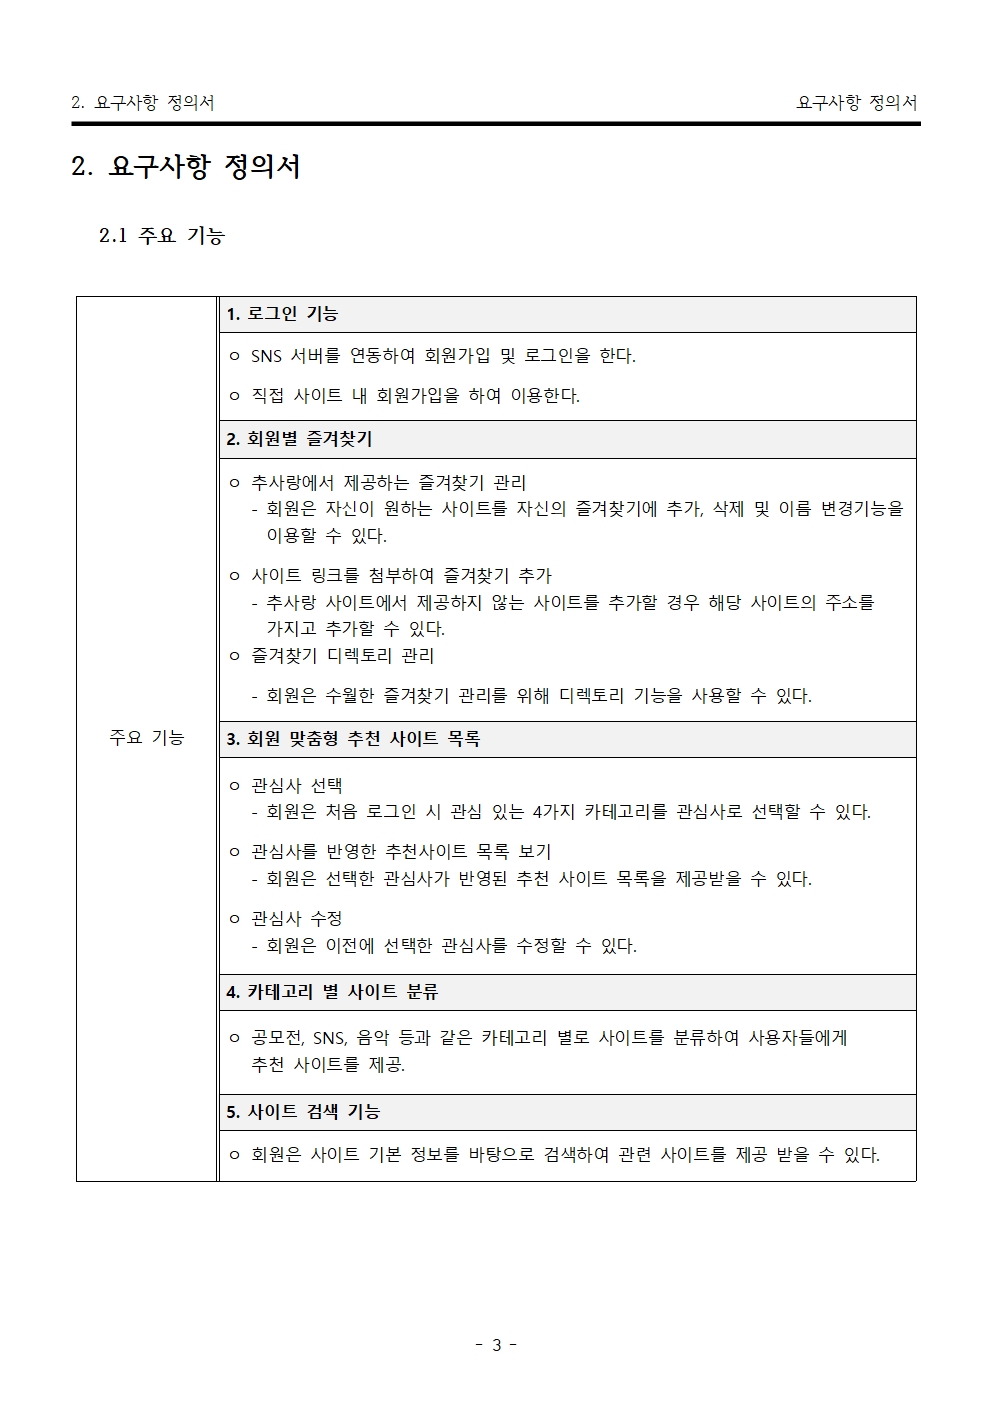 2. 요구사항 정의서
요구사항 정의서
2. 요구사항 정의서
2.1 주요 기능
주요 기능
1. 로그인 기능
ㅇ SNS 서버를 연동하여 회원가입 및 로그인을 한다.
ㅇ 직접 사이트 내 회원가입을 하여 이용한다.
2. 회원별 즐겨찾기
ㅇ 추사랑에서 제공하는 즐겨찾기 관리
- 회원은 자신이 원하는 사이트를 자신의 즐겨찾기에 추가, 삭제 및 이름 변경기능을
이용할 수 있다.
ㅇ 사이트 링크를 첨부하여 즐겨찾기 추가
- 추사랑 사이트에서 제공하지 않는 사이트를 추가할 경우 해당 사이트의 주소를
가지고 추가할 수 있다.
ㅇ 즐겨찾기 디렉토리 관리
- 회원은 수월한 즐겨찾기 관리를 위해 디렉토리 기능을 사용할 수 있다.
3. 회원 맞춤형 추천 사이트 목록
ㅇ 관심사 선택
- 회원은 처음 로그인 시 관심 있는 4가지 카테고리를 관심사로 선택할 수 있다.
ㅇ 관심사를 반영한 추천사이트 목록 보기
- 회원은 선택한 관심사가 반영된 추천 사이트 목록을 제공받을 수 있다.
ㅇ 관심사 수정
- 회원은 이전에 선택한 관심사를 수정할 수 있다.
4. 카테고리 별 사이트 분류
ㅇ 공모전, SNS, 음악 등과 같은 카테고리 별로 사이트를 분류하여 사용자들에게
추천 사이트를 제공.
5. 사이트 검색 기능
ㅇ 회원은 사이트 기본 정보를 바탕으로 검색하여 관련 사이트를 제공 받을 수 있다.
- 3 -